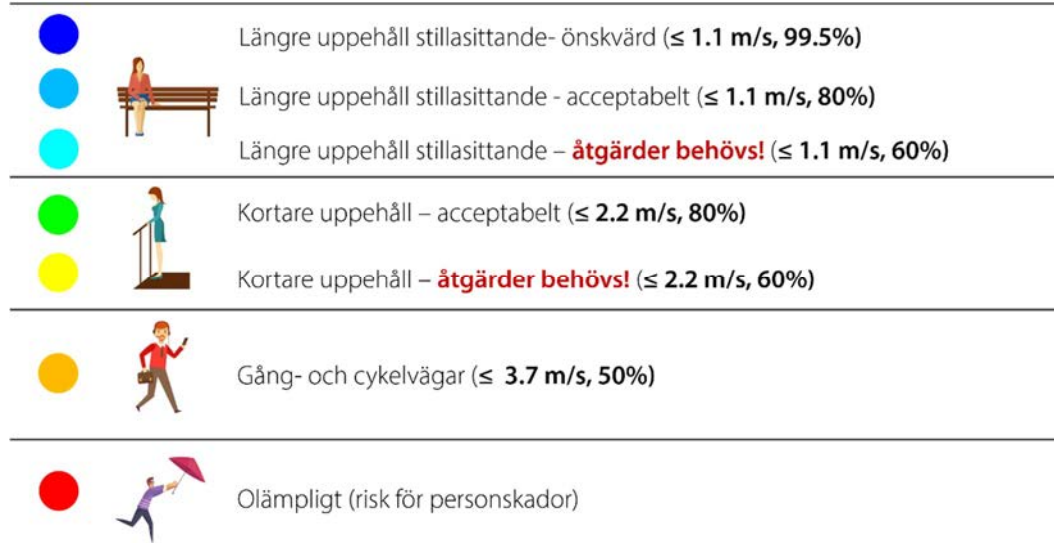 Längre uppehåll stillasittande- önskvärd (≤ 1.1 m/s, 99.5%)
Längre uppehåll stillasittande - acceptabelt (≤ 1.1 m/s, 80%)
Längre uppehåll stillasittande – åtgärder behövs! (≤ 1.1 m/s, 60%)
Kortare uppehåll – acceptabelt (≤ 2.2 m/s, 80%)
Kortare uppehåll – åtgärder behövs! (≤ 2.2 m/s, 60%)
Gång- och cykelvägar (≤ 3.7 m/s, 50%)
Olämpligt (risk för personskador)